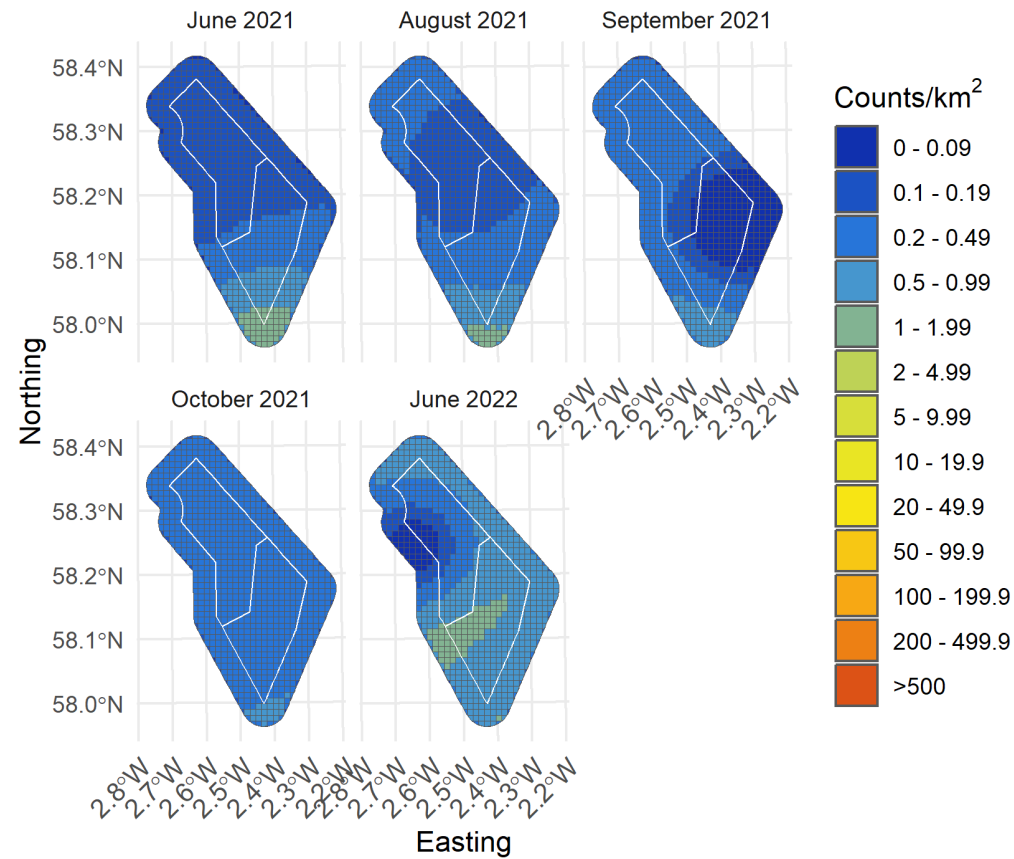 June 2021
August 2021
September 2021
58.4°N
58.3°N
58.2°N
58.1°N
58.0°N
2.8°W
2.7°W
2.6°W
2.5°W
2.4°W
2.3°W
2.2°W
October 2021
June 2022
58.4°N
58.3°N
58.2°N
58.1°N
58.0°N
2.8°W
2.7°W
2.6°W
2.5°W
2.4°W
2.3°W
2.2°W
2.8°W
2.7°W
2.6°W
2.5°W
2.4°W
2.3°W
2.2°W
Northing
Easting
Counts/km²
0 - 0.09
0.1 - 0.19
0.2 - 0.49
0.5 - 0.99
1 - 1.99
2 - 4.99
5 - 9.99
10 - 19.9
20 - 49.9
50 - 99.9
100 - 199.9
200 - 499.9
>500